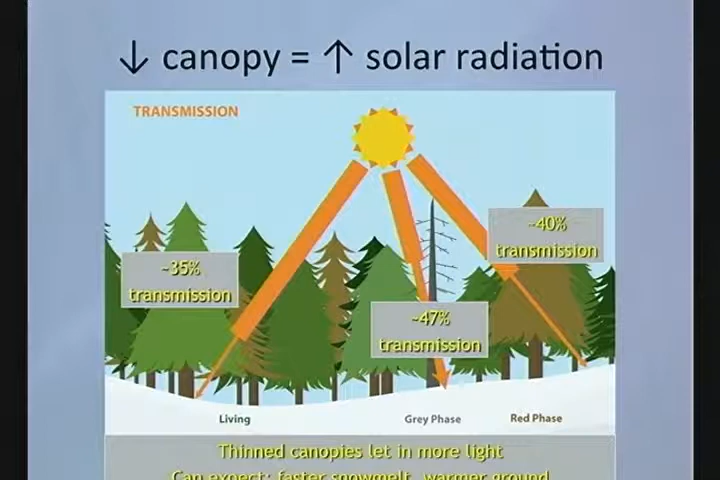 ↓ canopy = ↑ solar radiation
TRANSMISSION
~40%
transmission
~35%
transmission
~47%
transmission
Living
Grey Phase
Red Phase
Thinned canopies let in more light
Can expect: faster snowmelt, warmer ground